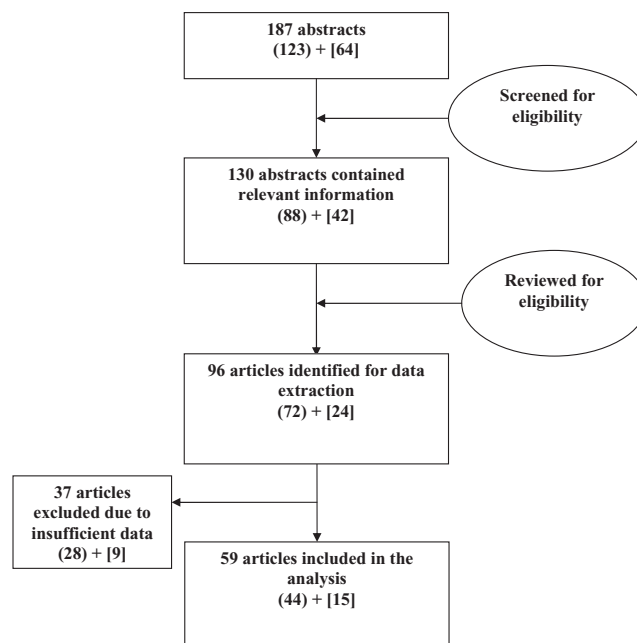 187 abstracts
(123) + [64]
Screened for
eligibility
130 abstracts contained
relevant information
(88) + [42]
Reviewed for
eligibility
96 articles identified for data
extraction
(72) + [24]
37 articles
excluded due to
insufficient data
(28) + [9]
59 articles included in the
analysis
(44) + [15]